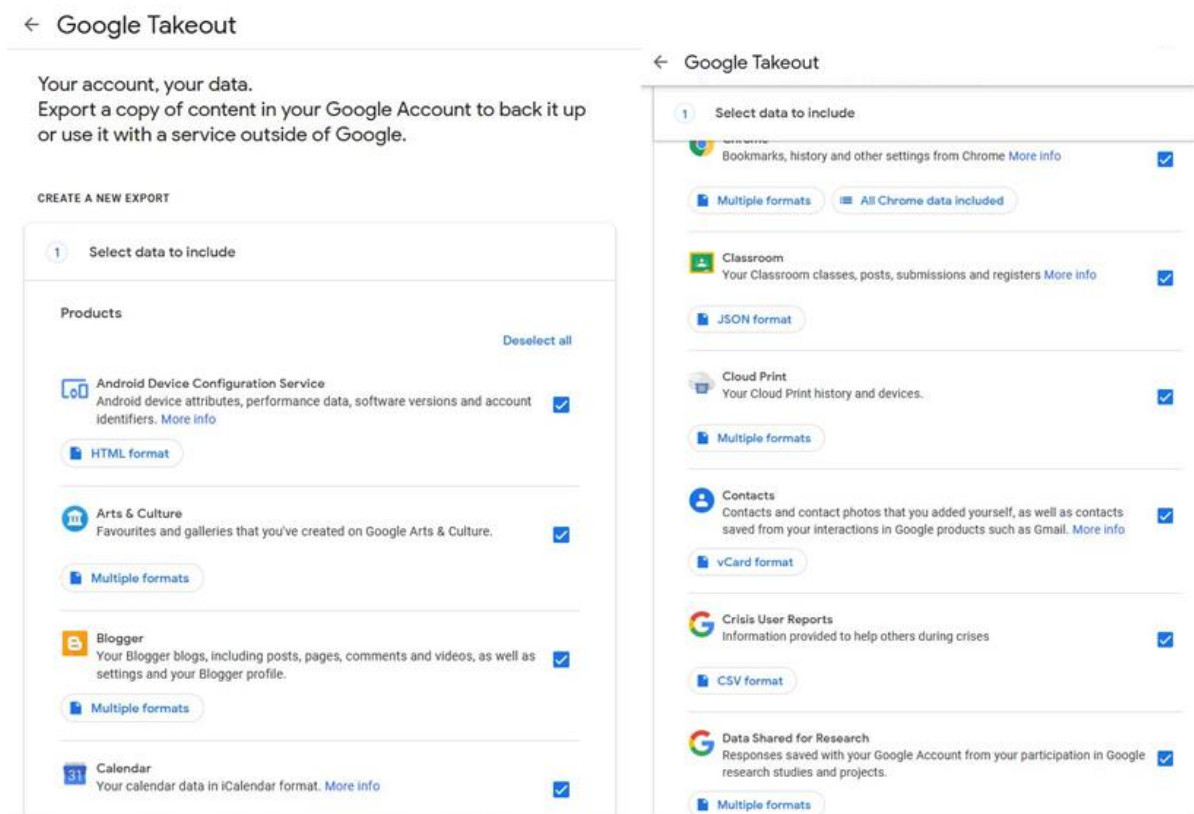 Google Takeout
Your account, your data.
Export a copy of content in your Google Account to back it up
or use it with a service outside of Google.
CREATE A NEW EXPORT
1 Select data to include
Products
Deselect all
Android Device Configuration Service
Android device attributes, performance data, software versions and account
identifiers. More info
HTML format
Arts & Culture
Favourites and galleries that you've created on Google Arts & Culture.
Multiple formats
Blogger
Your Blogger blogs, including posts, pages, comments and videos, as well as
settings and your Blogger profile.
Multiple formats
31
Calendar
Your calendar data in iCalendar format. More info
Google Takeout
1 Select data to include
Bookmarks, history and other settings from Chrome More info
Multiple formats
All Chrome data included
Classroom
Your Classroom classes, posts, submissions and registers More info
JSON format
Cloud Print
Your Cloud Print history and devices.
Multiple formats
Contacts
Contacts and contact photos that you added yourself, as well as contacts
saved from your interactions in Google products such as Gmail. More info
vCard format
Crisis User Reports
Information provided to help others during crises
CSV format
Data Shared for Research
Responses saved with your Google Account from your participation in Google
research studies and projects.
Multiple formats